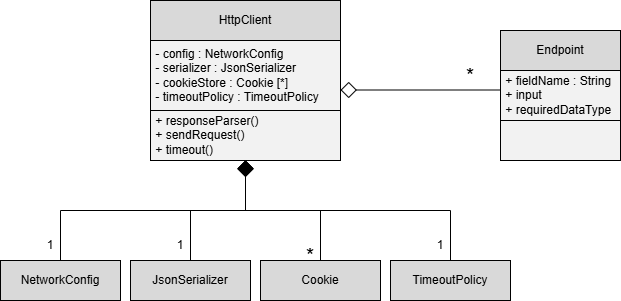 HttpClient
- config : NetworkConfig
- serializer : JsonSerializer
- cookieStore : Cookie [*]
- timeoutPolicy : TimeoutPolicy
+ responseParser()
+ sendRequest()
+ timeout()
*
Endpoint
+ fieldName : String
+ input
+ requiredDataType
1
1
*
1
NetworkConfig
JsonSerializer
Cookie
TimeoutPolicy